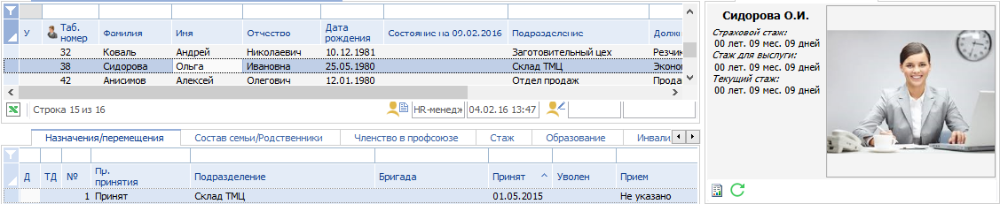 У Таб. номер Фамилия Имя Отчество Дата рождения Состояние на 09.02.2016 Подразделение Должн
32 Коваль Андрей Николаевич 10.12.1981 Заготовительный цех Резчик
38 Сидорова Ольга Ивановна 25.05.1980 Склад ТМЦ Эконо
42 Анисимов Алексей Олегович 12.01.1980 Отдел продаж Прода
Строка 15 из 16 HR-менедж 04.02.16 13:47
Назначения/перемещения Состав семьи/Родственники Членство в профсоюзе Стаж Образование Инвали
Д ТД № Пр. принятия Подразделение Бригада Принят Уволен Прием
1 Принят Склад ТМЦ 01.05.2015 Не указано
Сидорова О.И.
Страховой стаж:
00 лет. 09 мес. 09 дней
Стаж для выслуги:
00 лет. 09 мес. 09 дней
Текущий стаж:
00 лет. 09 мес. 09 дней